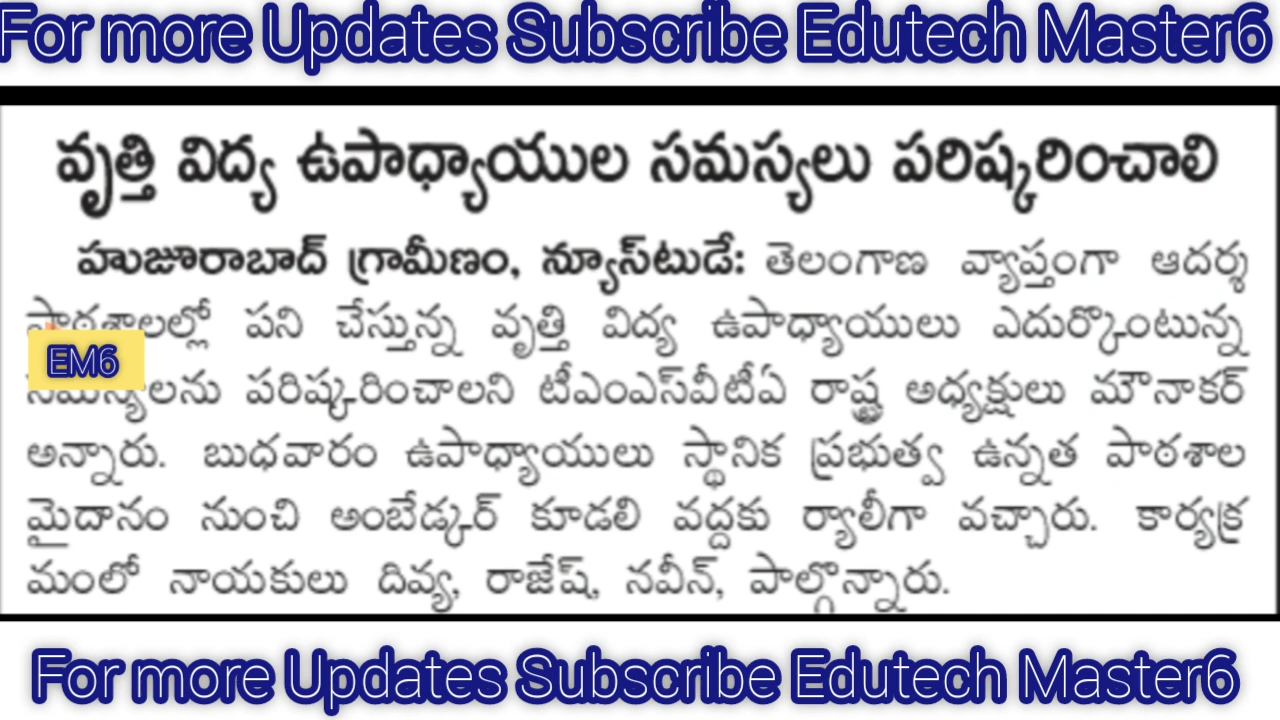 For more Updates Subscribe Edutech Master6
వృత్తి విద్య ఉపాధ్యాయుల సమస్యలు పరిష్కరించాలి
హుజూరాబాద్ గ్రామీణం, న్యూస్‌టుడే: తెలంగాణ వ్యాప్తంగా ఆదర్శ
పాఠశాలల్లో పని చేస్తున్న వృత్తి విద్య ఉపాధ్యాయులు ఎదుర్కొంటున్న
EM6
సమస్యలను పరిష్కరించాలని టీఎంఎస్‌వీటీఏ రాష్ట్ర అధ్యక్షులు మౌనాకర్
అన్నారు. బుధవారం ఉపాధ్యాయులు స్థానిక ప్రభుత్వ ఉన్నత పాఠశాల
మైదానం నుంచి అంబేడ్కర్ కూడలి వద్దకు ర్యాలీగా వచ్చారు. కార్యక్ర
మంలో నాయకులు దివ్య, రాజేష్, నవీన్, పాల్గొన్నారు.
For more Updates Subscribe Edutech Master6